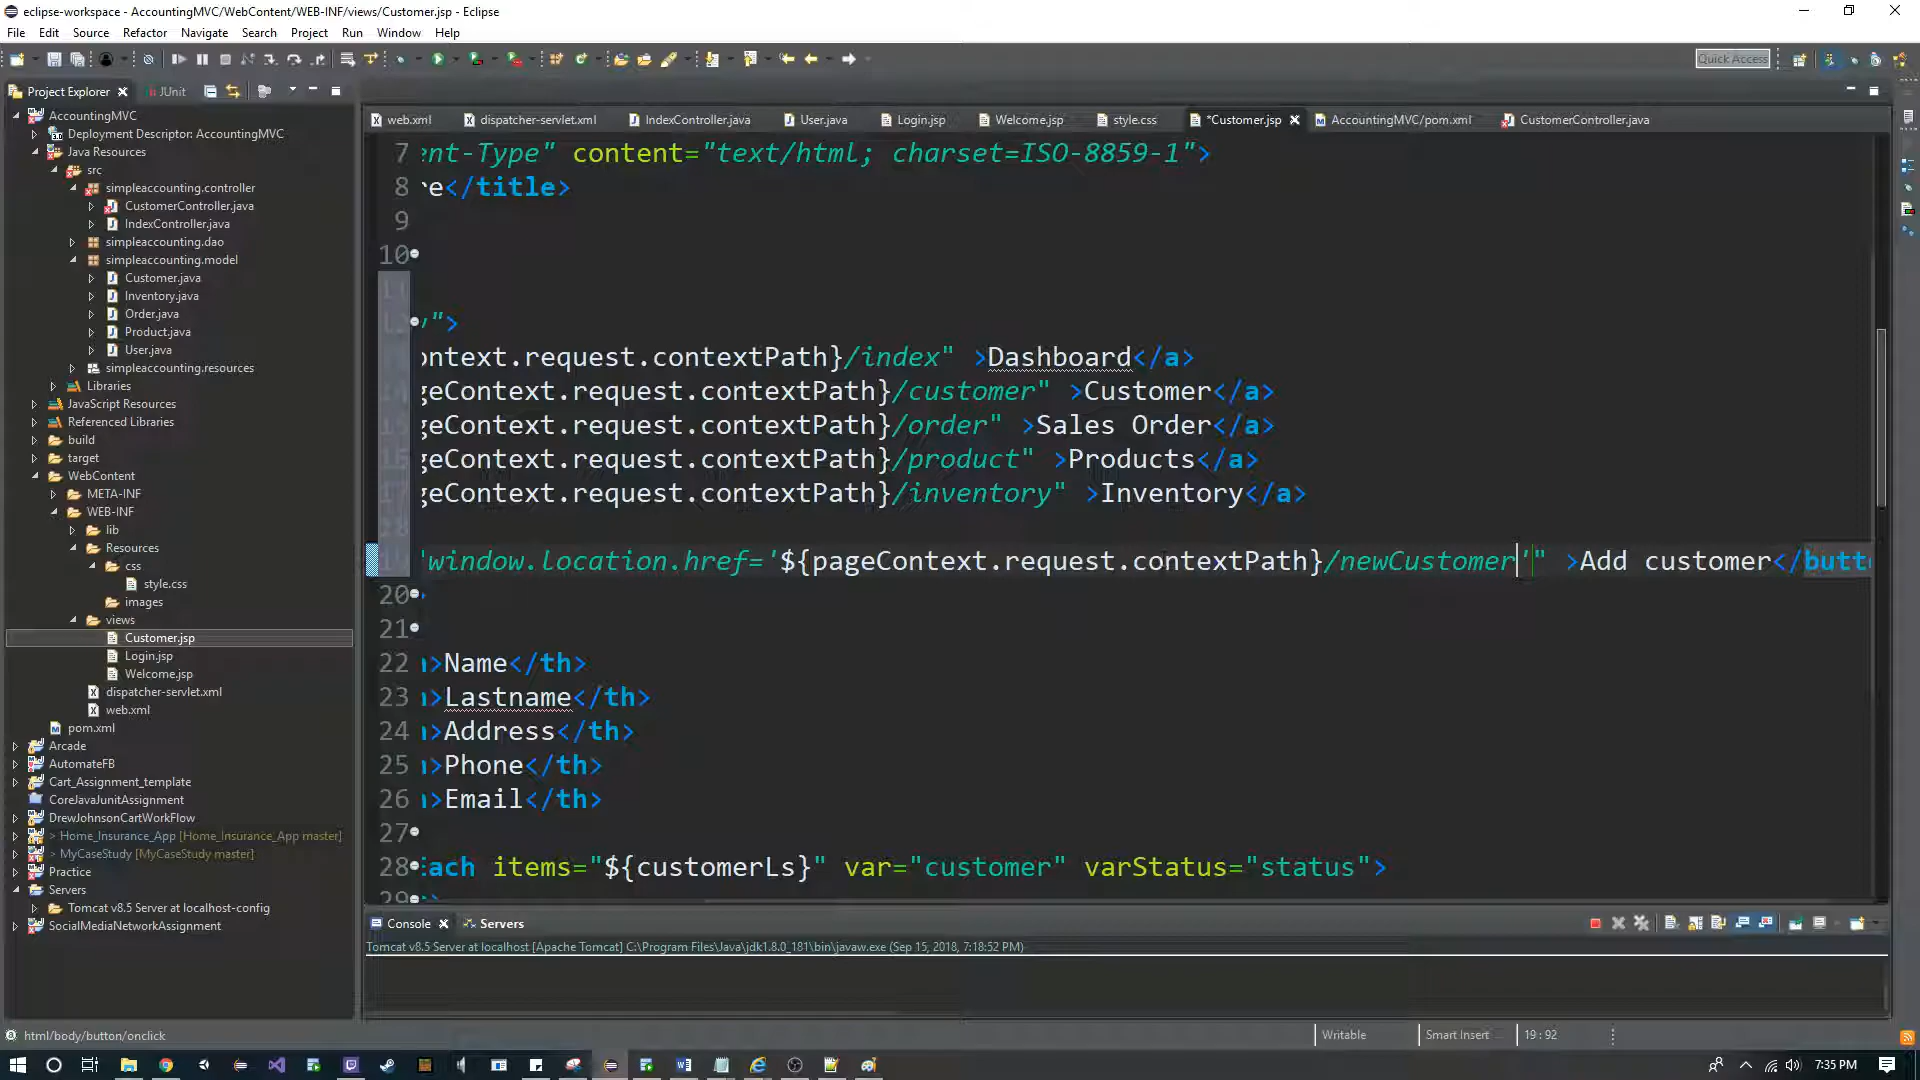 eclipse-workspace - AccountingMVC/WebContent/WEB-INF/views/Customer.jsp - Eclipse
File Edit Source Refactor Navigate Search Project Run Window Help
Quick Access
Project Explorer JUnit
AccountingMVC
Deployment Descriptor: AccountingMVC
Java Resources
src
simpleaccounting.controller
CustomerController.java
IndexController.java
simpleaccounting.dao
simpleaccounting.model
Customer.java
Inventory.java
Order.java
Product.java
User.java
simpleaccounting.resources
Libraries
JavaScript Resources
Referenced Libraries
build
target
WebContent
META-INF
WEB-INF
lib
Resources
css
style.css
images
views
Customer.jsp
Login.jsp
Welcome.jsp
dispatcher-servlet.xml
web.xml
pom.xml
Arcade
AutomateFB
Cart_Assignment_template
CoreJavaJunitAssignment
DrewJohnsonCartWorkFlow
> Home_Insurance_App [Home_Insurance_App master]
> MyCaseStudy [MyCaseStudy master]
Practice
Servers
Tomcat v8.5 Server at localhost-config
SocialMediaNetworkAssignment
web.xml dispatcher-servlet.xml IndexController.java User.java Login.jsp Welcome.jsp style.css *Customer.jsp AccountingMVC/pom.xml CustomerController.java
7 ent-Type" content="text/html; charset=ISO-8859-1">
8 re</title>
9
10
11
12 y">
ontext.request.contextPath}/index" >Dashboard</a>
geContext.request.contextPath}/customer" >Customer</a>
geContext.request.contextPath}/order" >Sales Order</a>
geContext.request.contextPath}/product" >Products</a>
17 geContext.request.contextPath}/inventory" >Inventory</a>
19 "window.location.href='${pageContext.request.contextPath}/newCustomer'" >Add customer</butt
20 >
21
22 >Name</th>
23 >Lastname</th>
24 >Address</th>
25 >Phone</th>
26 >Email</th>
27
28 Each items="${customerLs}" var="customer" varStatus="status">
29
Console Servers
Tomcat v8.5 Server at localhost [Apache Tomcat] C:\Program Files\Java\jdk1.8.0_181\bin\javaw.exe (Sep 15, 2018, 7:18:52 PM)
html/body/button/onclick Writable Smart Insert 19 : 92
7:35 PM